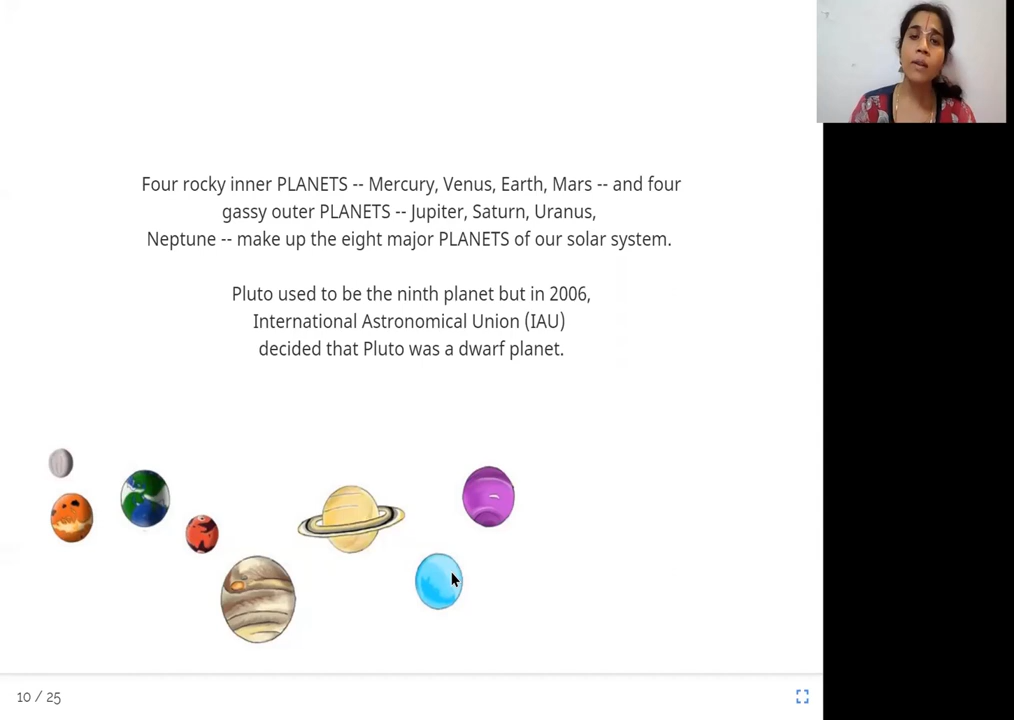 Four rocky inner PLANETS -- Mercury, Venus, Earth, Mars -- and four
gassy outer PLANETS -- Jupiter, Saturn, Uranus,
Neptune -- make up the eight major PLANETS of our solar system.
Pluto used to be the ninth planet but in 2006,
International Astronomical Union (IAU)
decided that Pluto was a dwarf planet.
10 / 25